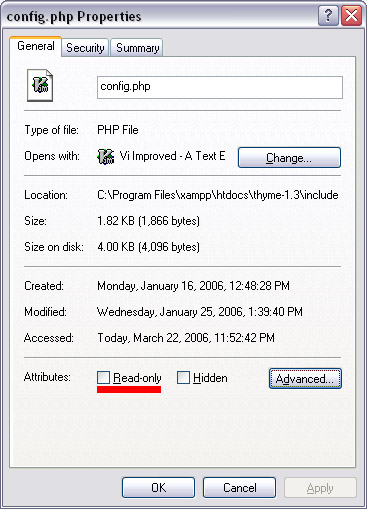 config.php Properties
General Security Summary
config.php
Type of file: PHP File
Opens with: Vi Improved - A Text E Change...
Location: C:\Program Files\xampp\htdocs\thyme-1.3\include
Size: 1.82 KB (1,866 bytes)
Size on disk: 4.00 KB (4,096 bytes)
Created: Monday, January 16, 2006, 12:48:28 PM
Modified: Wednesday, January 25, 2006, 1:39:40 PM
Accessed: Today, March 22, 2006, 11:52:42 PM
Attributes: Read-only Hidden Advanced...
OK Cancel Apply